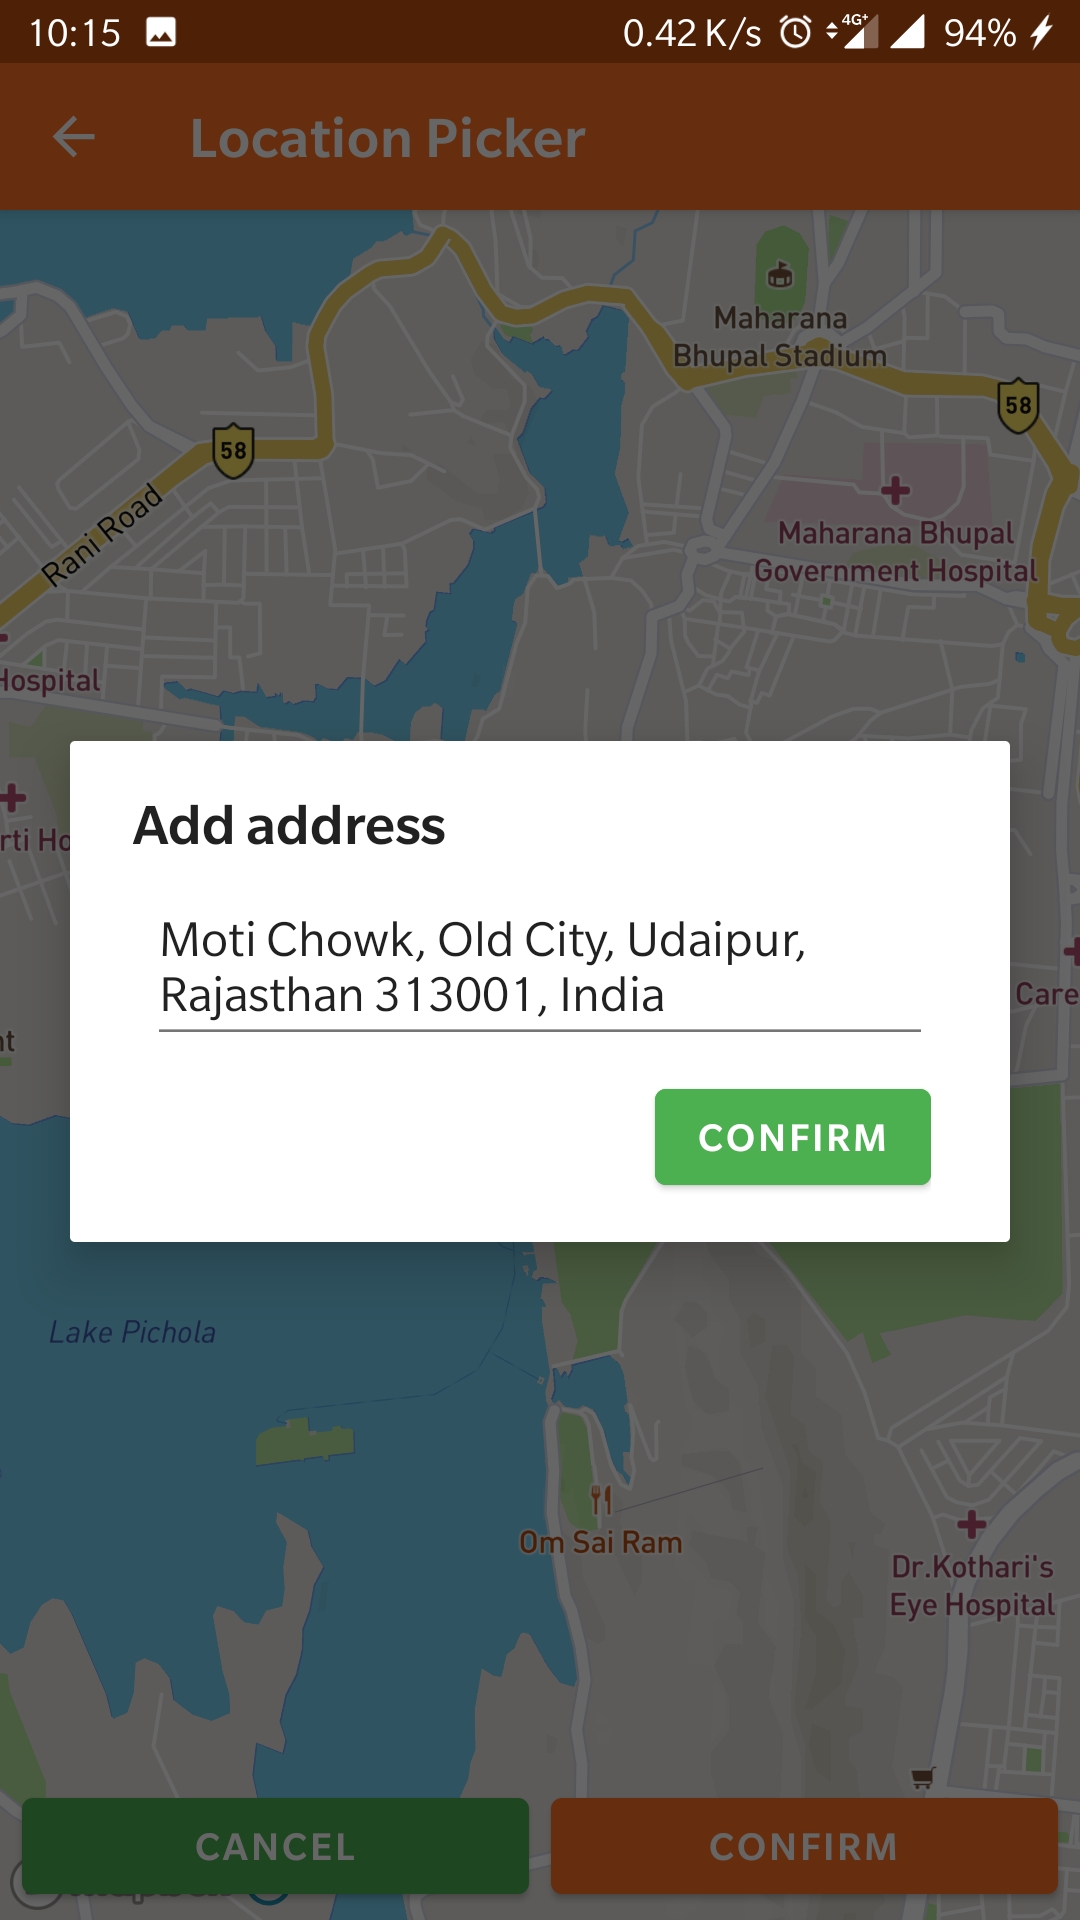 10:15 0.42 K/s 4G+ 94%
Location Picker
Maharana
Bhupal Stadium
58
58
Rani Road
Maharana Bhupal
Government Hospital
Hospital
rti Ho
Add address
Moti Chowk, Old City, Udaipur,
Rajasthan 313001, India
Care
nt
CONFIRM
Lake Pichola
Om Sai Ram
Dr.Kothari's
Eye Hospital
CANCEL
CONFIRM